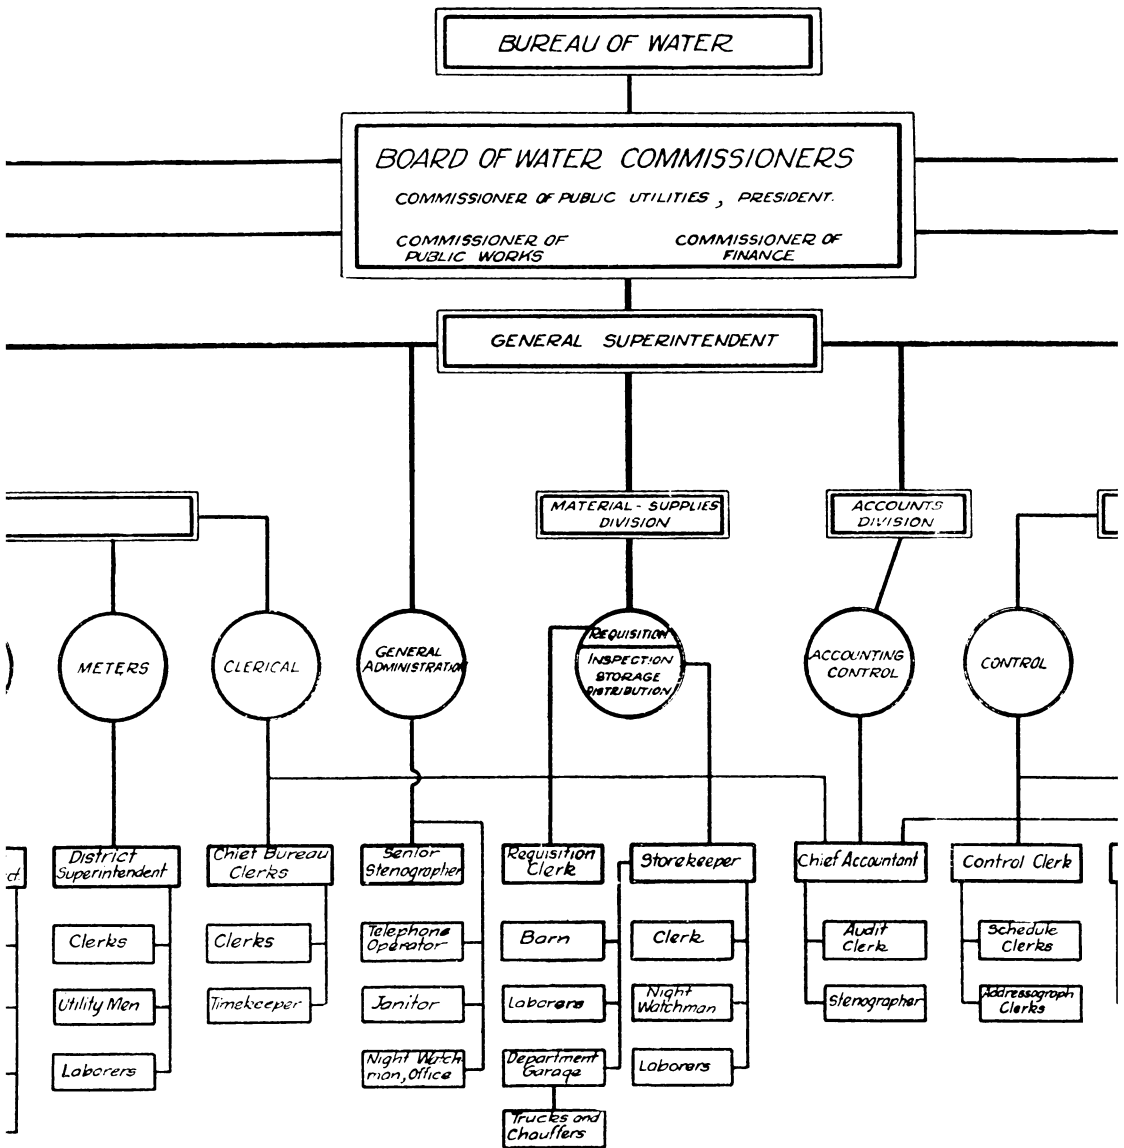 BUREAU OF WATER
BOARD OF WATER COMMISSIONERS
COMMISSIONER OF PUBLIC UTILITIES, PRESIDENT.
COMMISSIONER OF
PUBLIC WORKS
COMMISSIONER OF
FINANCE
GENERAL SUPERINTENDENT
MATERIAL - SUPPLIES
DIVISION
ACCOUNTS
DIVISION
METERS
CLERICAL
GENERAL
ADMINISTRATION
REQUISITION
INSPECTION
STORAGE
DISTRIBUTION
ACCOUNTING
CONTROL
CONTROL
District
Superintendent
Clerks
Utility Men
Laborers
Chief Bureau
Clerks
Clerks
Timekeeper
Senior
Stenographer
Telephone
Operator
Janitor
Night Watch-
man, Office
Requisition
Clerk
Barn
Laborers
Department
Garage
Trucks and
Chauffers
Storekeeper
Clerk
Night
Watchman
Laborers
Chief Accountant
Audit
Clerk
Stenographer
Control Clerk
Schedule
Clerks
Addressograph
Clerks